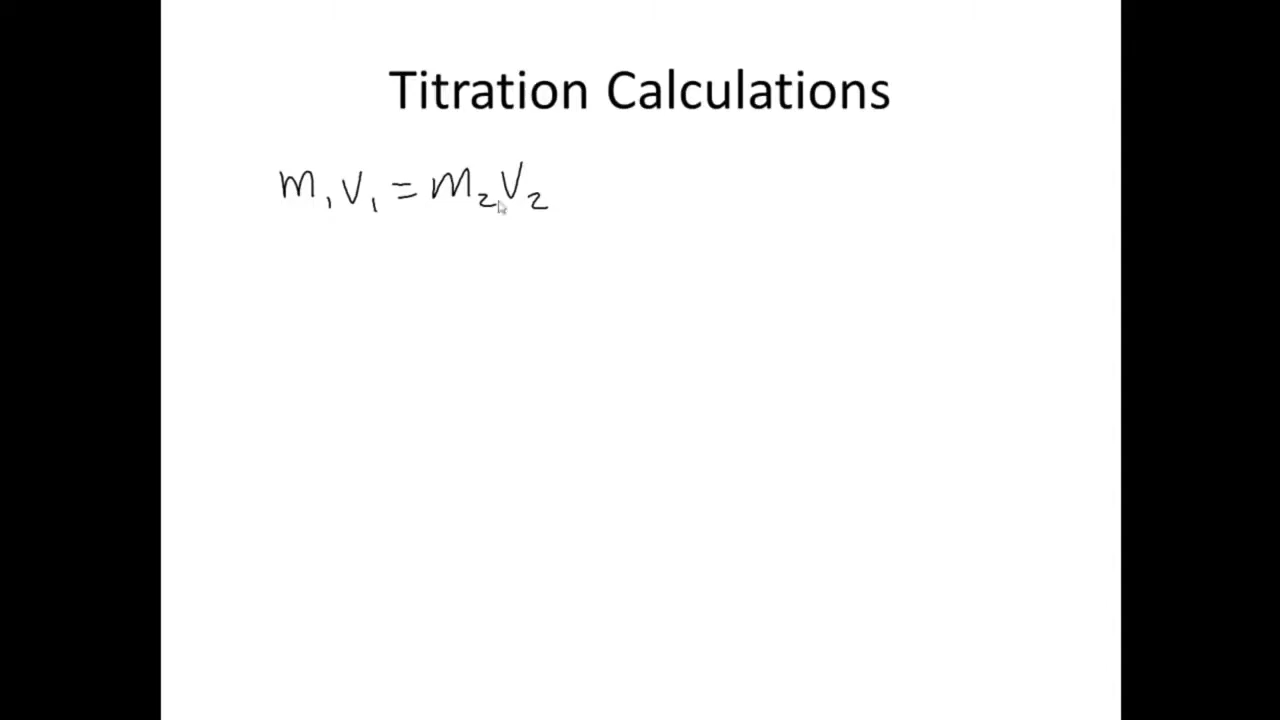 Titration Calculations
M₁V₁ = M₂V₂